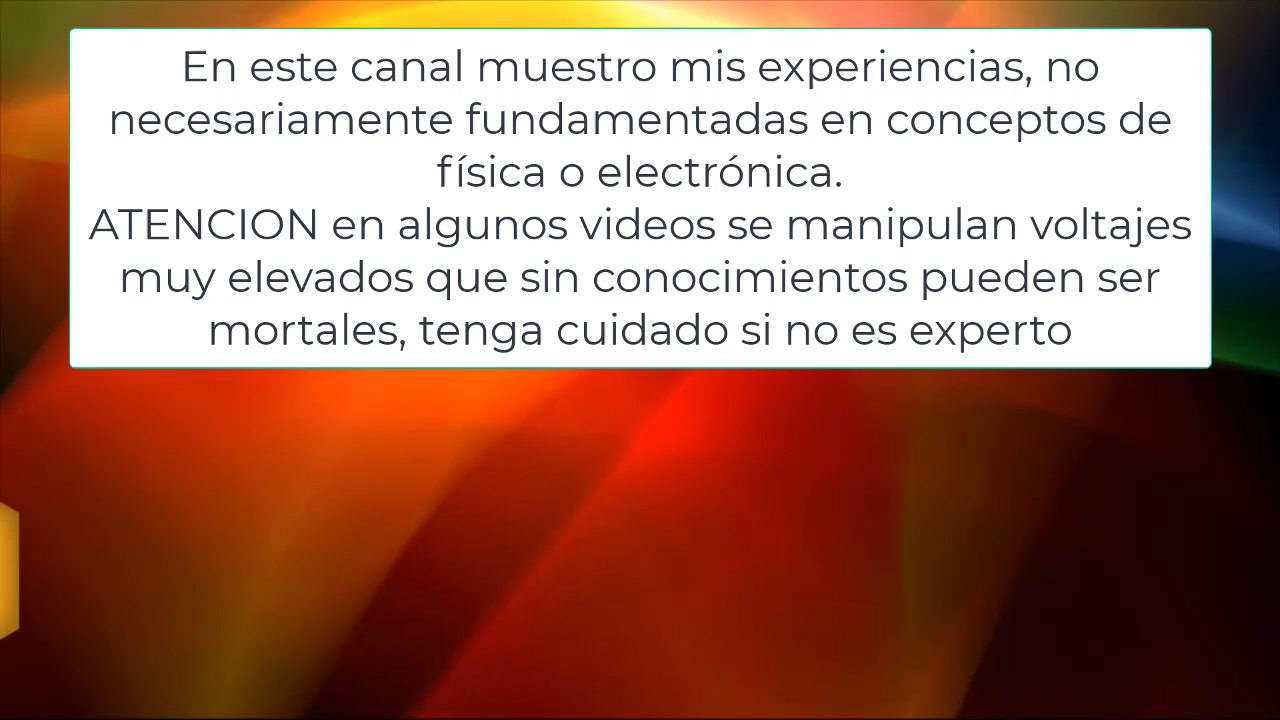 En este canal muestro mis experiencias, no
necesariamente fundamentadas en conceptos de
física o electrónica.
ATENCION en algunos videos se manipulan voltajes
muy elevados que sin conocimientos pueden ser
mortales, tenga cuidado si no es experto